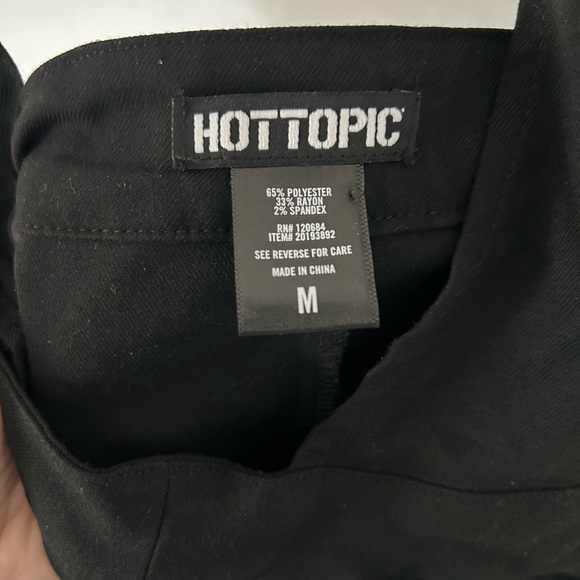 HOTTOPIC
65% POLYESTER
33% RAYON
2% SPANDEX
RN# 120684
ITEM# 20193892
SEE REVERSE FOR CARE
MADE IN CHINA
M